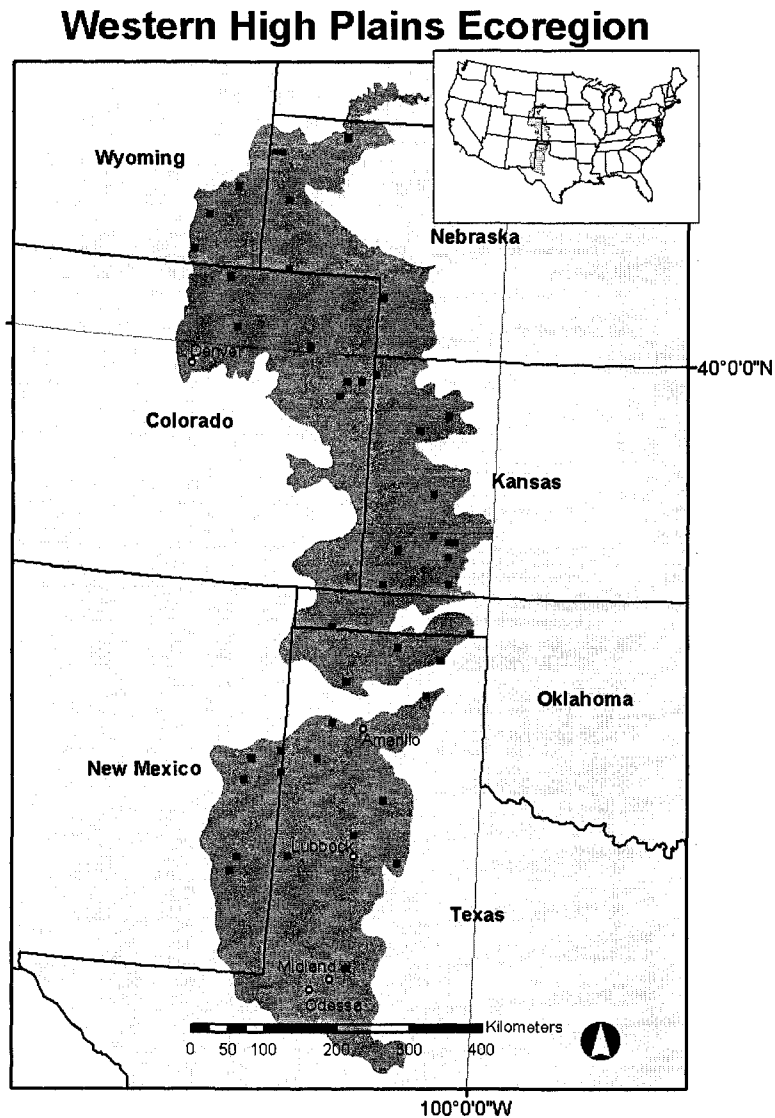 Western High Plains Ecoregion
Wyoming
Nebraska
Denver
40°0'0"N
Colorado
Kansas
Oklahoma
Amarillo
New Mexico
Lubbock
Texas
Midland
Odessa
Kilometers
0 50 100 200 300 400
100°0'0"W